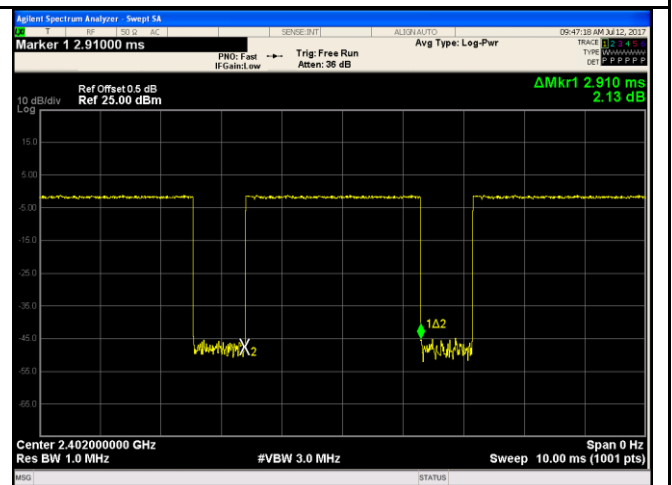 Agilent Spectrum Analyzer - Swept SA
T RF 50 Ω AC SENSE:INT ALIGNAUTO 09:47:18 AM Jul 12, 2017
Marker 1 2.91000 ms
PNO: Fast
IFGain:Low
Trig: Free Run
Atten: 36 dB
Avg Type: Log-Pwr
TRACE 1 2 3 4 5 6
TYPE
DET P P P P P P
ΔMkr1 2.910 ms
2.13 dB
Ref Offset 0.5 dB
10 dB/div Ref 25.00 dBm
Log
15.0
5.00
-5.00
-15.0
-25.0
-35.0
-45.0
-55.0
-65.0
1Δ2
X2
Center 2.402000000 GHz Span 0 Hz
Res BW 1.0 MHz #VBW 3.0 MHz Sweep 10.00 ms (1001 pts)
MSG STATUS